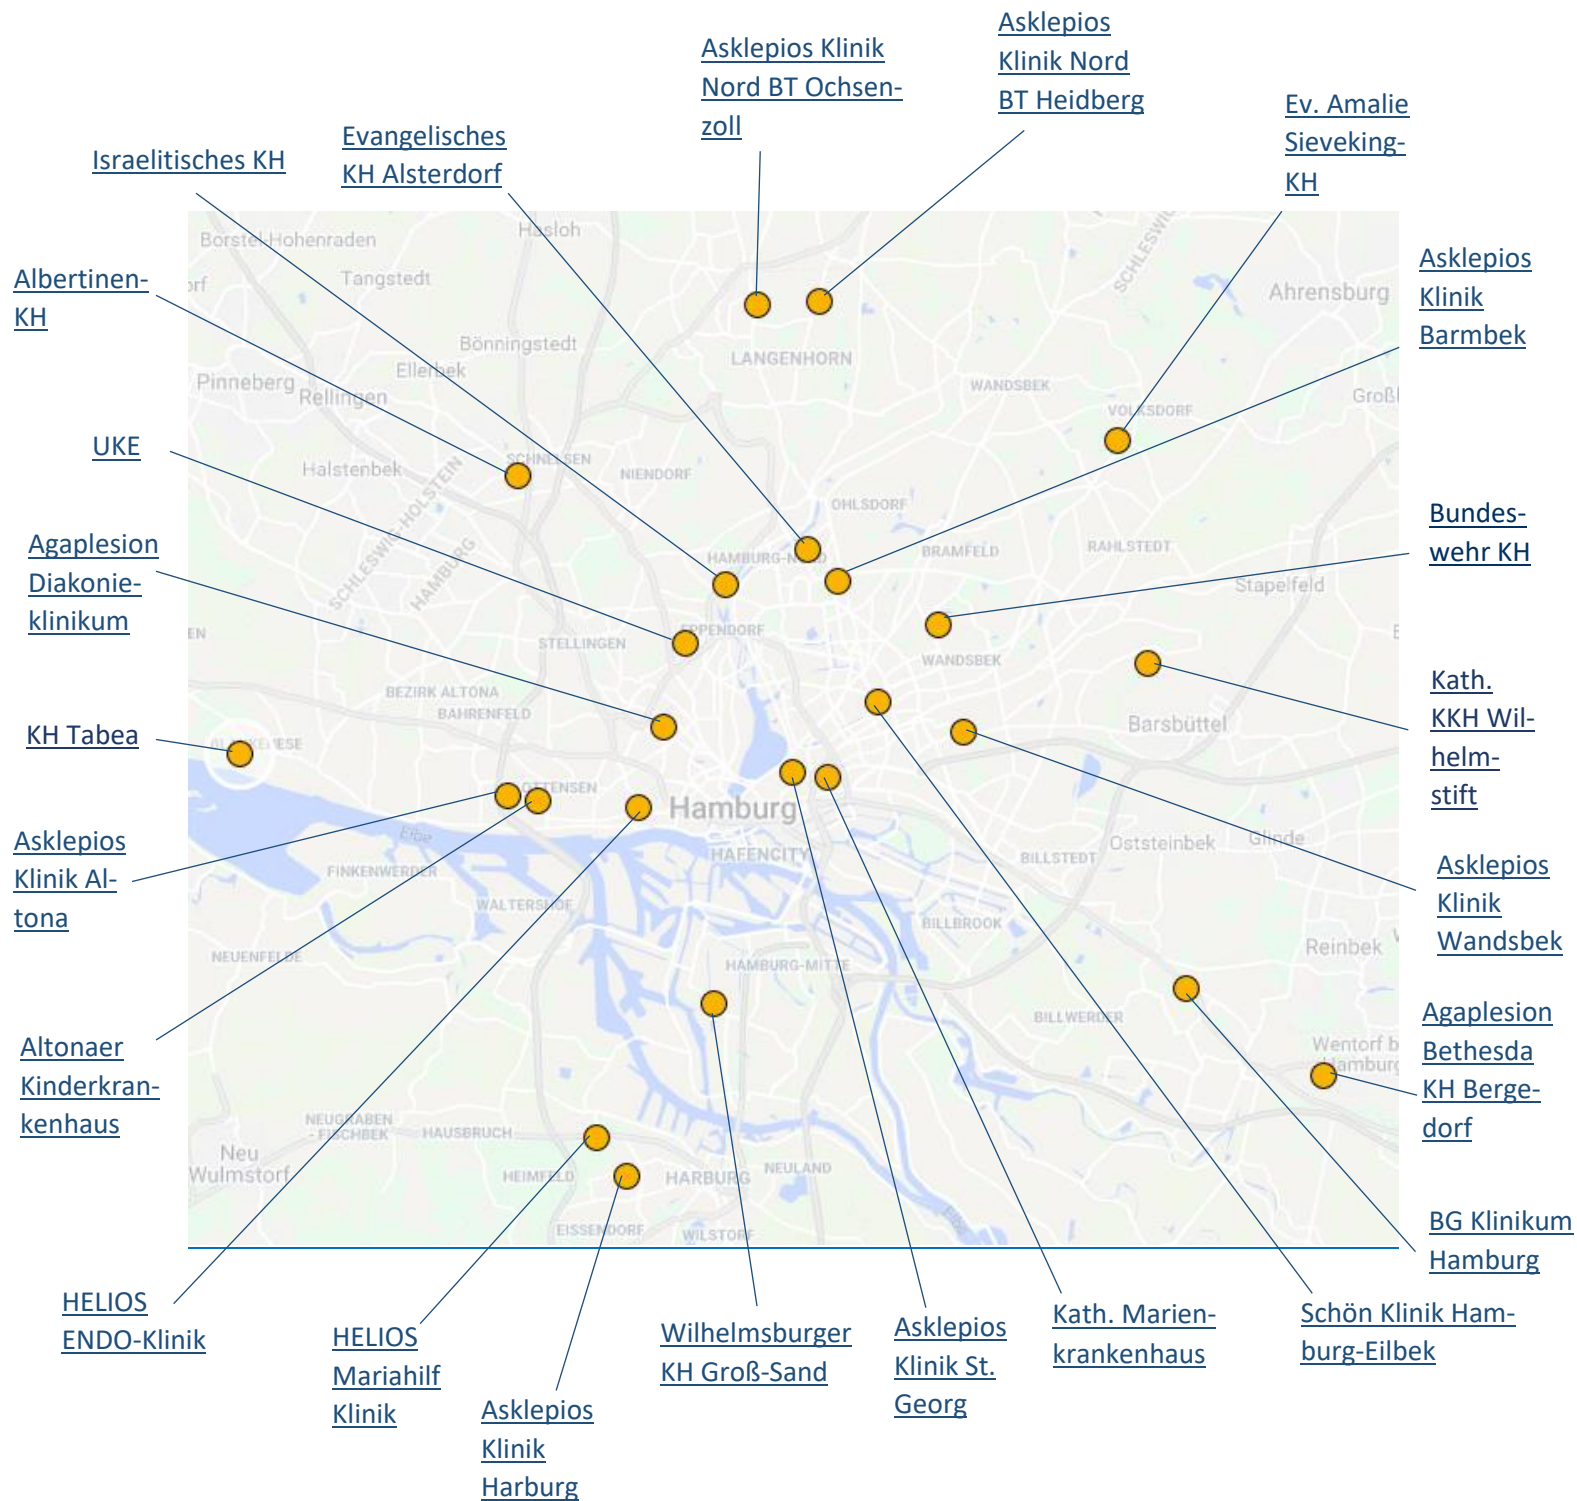 Asklepios
Klinik Nord
BT Heidberg
Asklepios Klinik
Nord BT Ochsen-
zoll
Ev. Amalie
Sieveking-
KH
Evangelisches
KH Alsterdorf
Israelitisches KH
Albertinen-
KH
UKE
Agaplesion
Diakonie-
klinikum
KH Tabea
Asklepios
Klinik Al-
tona
Altonaer
Kinderkran-
kenhaus
HELIOS
ENDO-Klinik
HELIOS
Mariahilf
Klinik
Asklepios
Klinik
Harburg
Wilhelmsburger
KH Groß-Sand
Asklepios
Klinik St.
Georg
Kath. Marien-
krankenhaus
Schön Klinik Ham-
burg-Eilbek
BG Klinikum
Hamburg
Agaplesion
Bethesda
KH Berge-
dorf
Asklepios
Klinik
Wandsbek
Kath.
KKH Wil-
helm-
stift
Bundes-
wehr KH
Asklepios
Klinik
Barmbek
Borstel-Hohenraden
Hasloh
Tangstedt
Ahrensburg
Bönningstedt
LANGENHORN
Ellerbek
Pinneberg
Rellingen
WANDSBEK
VOLKSDORF
Halstenbek
SCHNELSEN
NIENDORF
SCHLESWIG-HOLSTEIN
HAMBURG
OHLSDORF
HAMBURG-NORD
BRAMFELD
RAHLSTEDT
Stapelfeld
STELLINGEN
EPPENDORF
WANDSBEK
BEZIRK ALTONA
BAHRENFELD
Barsbüttel
OTTENSEN
Hamburg
Elbe
HAFENCITY
BILLSTEDT
Oststeinbek
Glinde
FINKENWERDER
WALTERSHOF
BILLBROOK
NEUENFELDE
HAMBURG-MITTE
Reinbek
BILLWERDER
Wentorf b
Hamburg
NEUGRABEN
- FISCHBEK
HAUSBRUCH
Neu
Wulmstorf
HEIMFELD
HARBURG
NEULAND
EISSENDORF
WILSTORF
Elbe